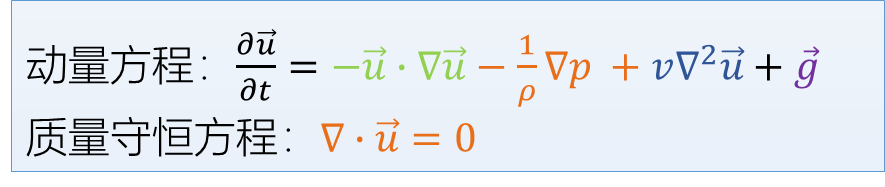 动量方程：∂u⃗/∂t = −u⃗ · ∇u⃗ − 1/ρ ∇p + ν∇²u⃗ + g⃗
质量守恒方程：∇ · u⃗ = 0